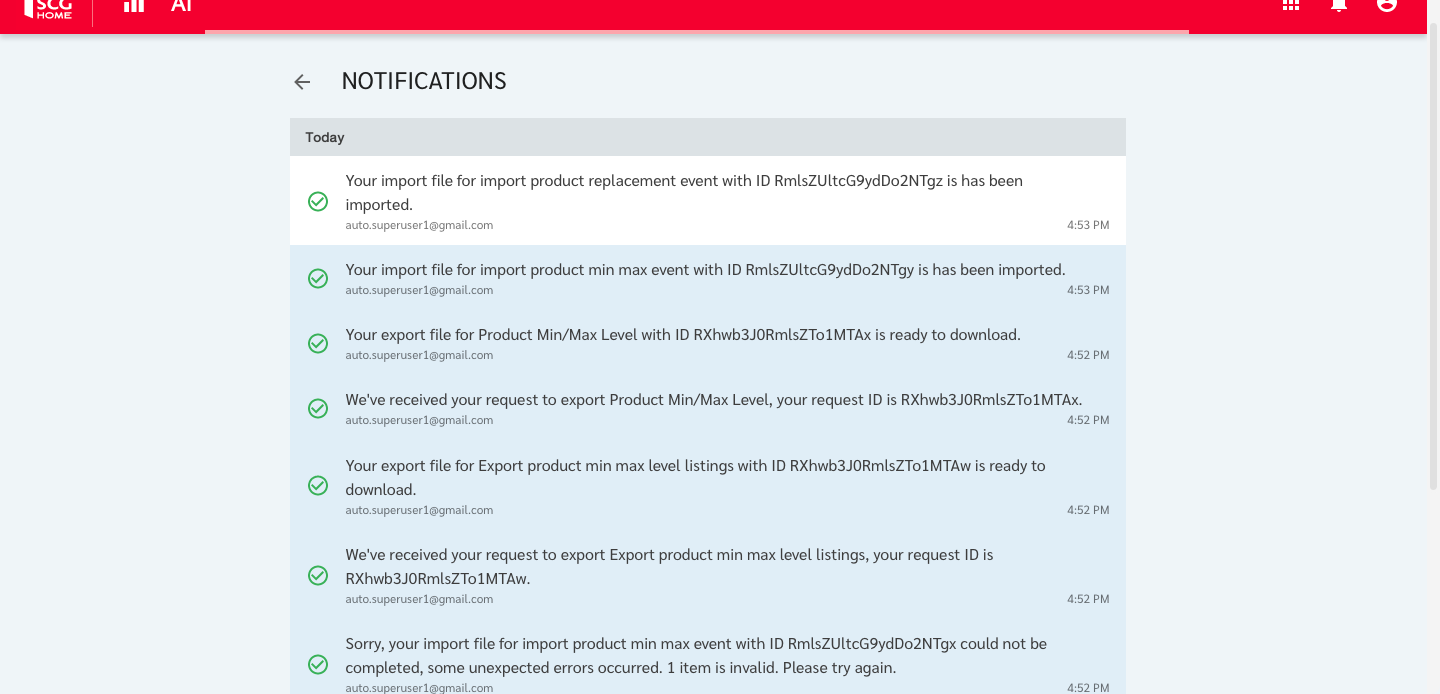 SCG
HOME
AI
NOTIFICATIONS
Today
Your import file for import product replacement event with ID RmlsZUltcG9ydDo2NTgz is has been
imported.
auto.superuser1@gmail.com 4:53 PM
Your import file for import product min max event with ID RmlsZUltcG9ydDo2NTgy is has been imported.
auto.superuser1@gmail.com 4:53 PM
Your export file for Product Min/Max Level with ID RXhwb3J0RmlsZTo1MTAx is ready to download.
auto.superuser1@gmail.com 4:52 PM
We've received your request to export Product Min/Max Level, your request ID is RXhwb3J0RmlsZTo1MTAx.
auto.superuser1@gmail.com 4:52 PM
Your export file for Export product min max level listings with ID RXhwb3J0RmlsZTo1MTAw is ready to
download.
auto.superuser1@gmail.com 4:52 PM
We've received your request to export Export product min max level listings, your request ID is
RXhwb3J0RmlsZTo1MTAw.
auto.superuser1@gmail.com 4:52 PM
Sorry, your import file for import product min max event with ID RmlsZUltcG9ydDo2NTgx could not be
completed, some unexpected errors occurred. 1 item is invalid. Please try again.
auto.superuser1@gmail.com 4:52 PM